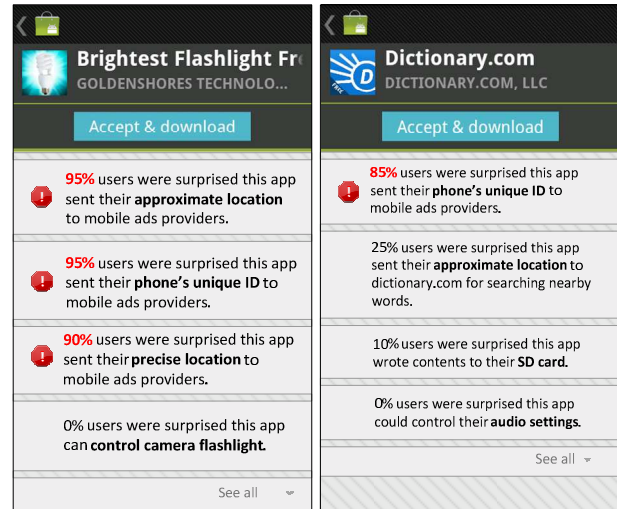 Brightest Flashlight Fre
GOLDENSHORES TECHNOLO...
Accept & download
95% users were surprised this app
sent their approximate location
to mobile ads providers.
95% users were surprised this app
sent their phone's unique ID to
mobile ads providers.
90% users were surprised this app
sent their precise location to
mobile ads providers.
0% users were surprised this app
can control camera flashlight.
See all
Dictionary.com
DICTIONARY.COM, LLC
FREE
Accept & download
85% users were surprised this app
sent their phone's unique ID to
mobile ads providers.
25% users were surprised this app
sent their approximate location to
dictionary.com for searching nearby
words.
10% users were surprised this app
wrote contents to their SD card.
0% users were surprised this app
could control their audio settings.
See all